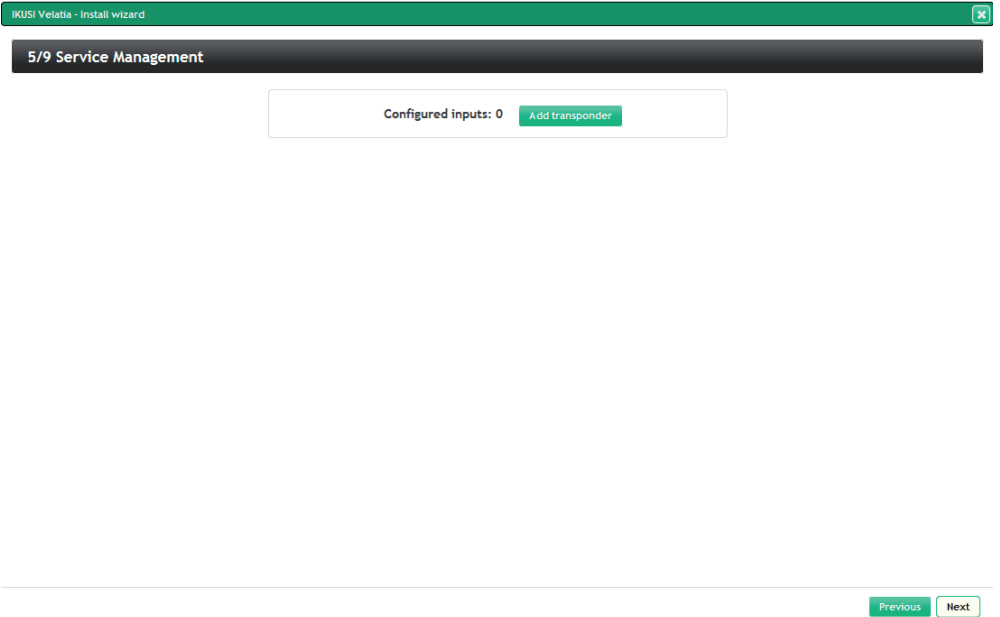 IKUSI Velatia - Install wizard
5/9 Service Management
Configured inputs: 0 Add transponder
Previous Next